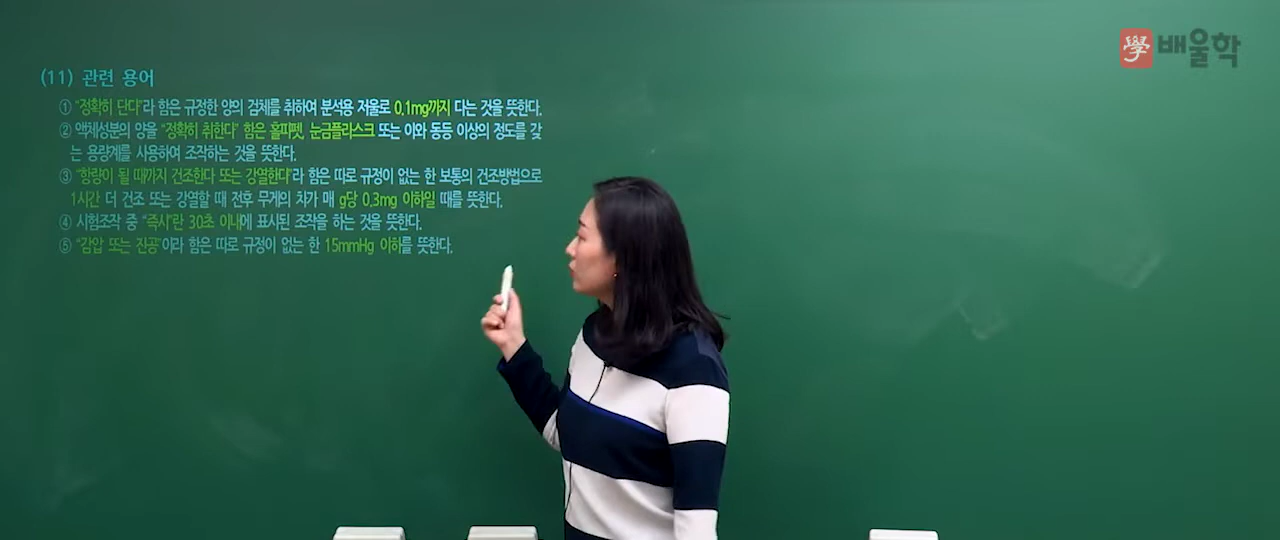 學 배울학
(11) 관련 용어
① "정확히 단다"라 함은 규정한 양의 검체를 취하여 분석용 저울로 0.1mg까지 다는 것을 뜻한다.
② 액체성분의 양을 "정확히 취한다" 함은 홀피펫, 눈금플라스크 또는 이와 동등 이상의 정도를 갖
는 용량계를 사용하여 조작하는 것을 뜻한다.
③ "항량이 될 때까지 건조한다 또는 강열한다"라 함은 따로 규정이 없는 한 보통의 건조방법으로
1시간 더 건조 또는 강열할 때 전후 무게의 차가 매 g당 0.3mg 이하일 때를 뜻한다.
④ 시험조작 중 "즉시"란 30초 이내에 표시된 조작을 하는 것을 뜻한다.
⑤ "감압 또는 진공"이라 함은 따로 규정이 없는 한 15mmHg 이하를 뜻한다.